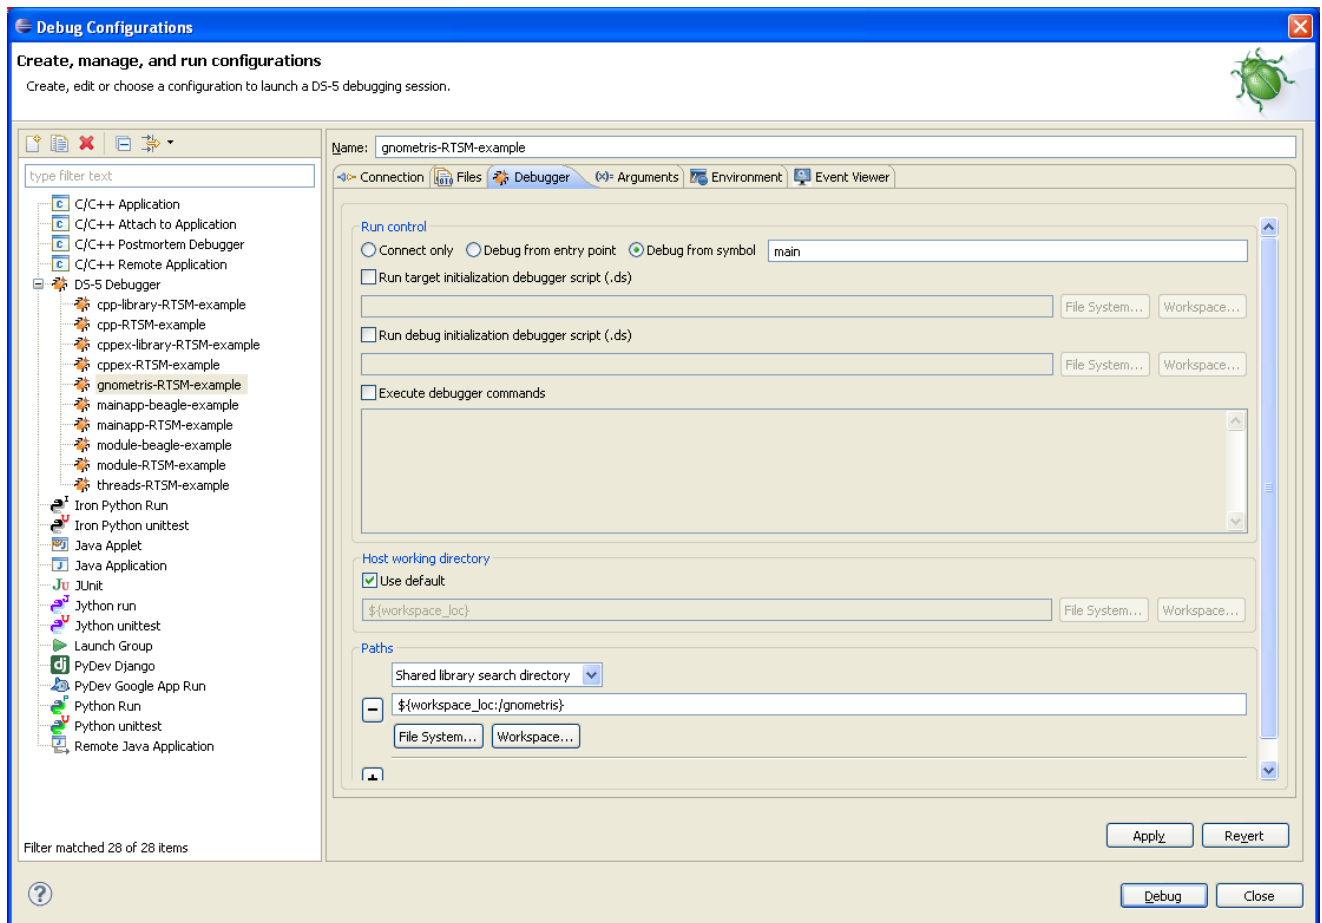 Debug Configurations
Create, manage, and run configurations
Create, edit or choose a configuration to launch a DS-5 debugging session.
type filter text
C/C++ Application
C/C++ Attach to Application
C/C++ Postmortem Debugger
C/C++ Remote Application
DS-5 Debugger
cpp-library-RTSM-example
cpp-RTSM-example
cppex-library-RTSM-example
cppex-RTSM-example
gnometris-RTSM-example
mainapp-beagle-example
mainapp-RTSM-example
module-beagle-example
module-RTSM-example
threads-RTSM-example
Iron Python Run
Iron Python unittest
Java Applet
Java Application
JUnit
Jython run
Jython unittest
Launch Group
PyDev Django
PyDev Google App Run
Python Run
Python unittest
Remote Java Application
Filter matched 28 of 28 items
Name: gnometris-RTSM-example
Connection Files Debugger Arguments Environment Event Viewer
Run control
Connect only Debug from entry point Debug from symbol main
Run target initialization debugger script (.ds)
File System... Workspace...
Run debug initialization debugger script (.ds)
File System... Workspace...
Execute debugger commands
Host working directory
Use default
${workspace_loc} File System... Workspace...
Paths
Shared library search directory
${workspace_loc:/gnometris}
File System... Workspace...
Apply Revert
Debug Close